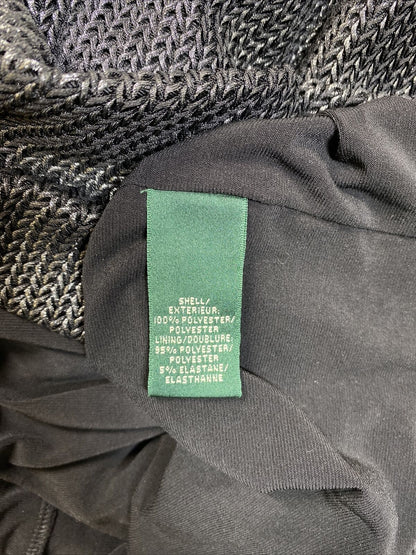 SHELL/
EXTERIEUR:
100% POLYESTER/
POLYESTER
LINING/DOUBLURE:
95% POLYESTER/
POLYESTER
5% ELASTANE/
ELASTHANNE